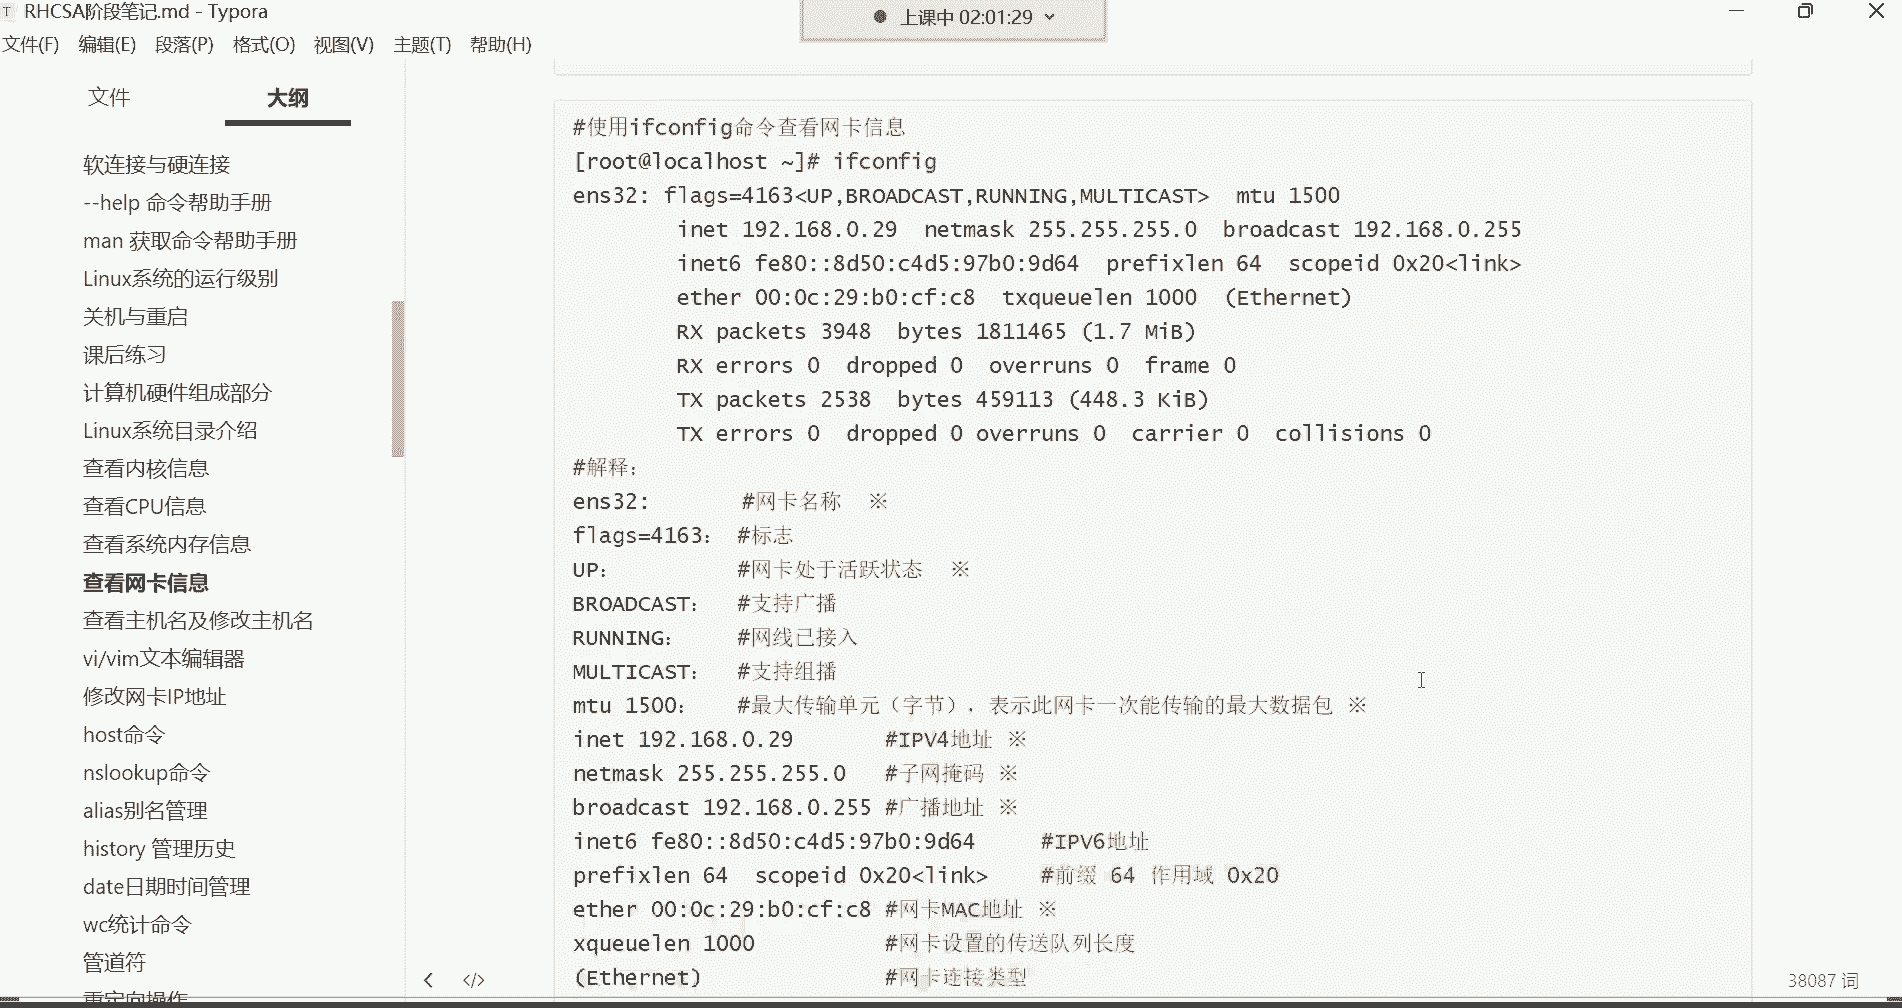 RHCSA阶段笔记.md - Typora
上课中 02:01:29
文件(F) 编辑(E) 段落(P) 格式(O) 视图(V) 主题(T) 帮助(H)
文件 大纲
软连接与硬连接
--help 命令帮助手册
man 获取命令帮助手册
Linux系统的运行级别
关机与重启
课后练习
计算机硬件组成部分
Linux系统目录介绍
查看内核信息
查看CPU信息
查看系统内存信息
查看网卡信息
查看主机名及修改主机名
vi/vim文本编辑器
修改网卡IP地址
host命令
nslookup命令
alias别名管理
history 管理历史
date日期时间管理
wc统计命令
管道符
重定向操作
#使用ifconfig命令查看网卡信息
[root@localhost ~]# ifconfig
ens32: flags=4163<UP,BROADCAST,RUNNING,MULTICAST>  mtu 1500
inet 192.168.0.29  netmask 255.255.255.0  broadcast 192.168.0.255
inet6 fe80::8d50:c4d5:97b0:9d64  prefixlen 64  scopeid 0x20<link>
ether 00:0c:29:b0:cf:c8  txqueuelen 1000  (Ethernet)
RX packets 3948  bytes 1811465 (1.7 MiB)
RX errors 0  dropped 0  overruns 0  frame 0
TX packets 2538  bytes 459113 (448.3 KiB)
TX errors 0  dropped 0 overruns 0  carrier 0  collisions 0
#解释：
ens32: #网卡名称 ※
flags=4163： #标志
UP： #网卡处于活跃状态 ※
BROADCAST： #支持广播
RUNNING： #网线已接入
MULTICAST： #支持组播
mtu 1500： #最大传输单元（字节），表示此网卡一次能传输的最大数据包 ※
inet 192.168.0.29 #IPV4地址 ※
netmask 255.255.255.0 #子网掩码 ※
broadcast 192.168.0.255 #广播地址 ※
inet6 fe80::8d50:c4d5:97b0:9d64 #IPV6地址
prefixlen 64  scopeid 0x20<link> #前缀 64 作用域 0x20
ether 00:0c:29:b0:cf:c8 #网卡MAC地址 ※
xqueuelen 1000 #网卡设置的传送队列长度
(Ethernet) #网卡连接类型
38087 词